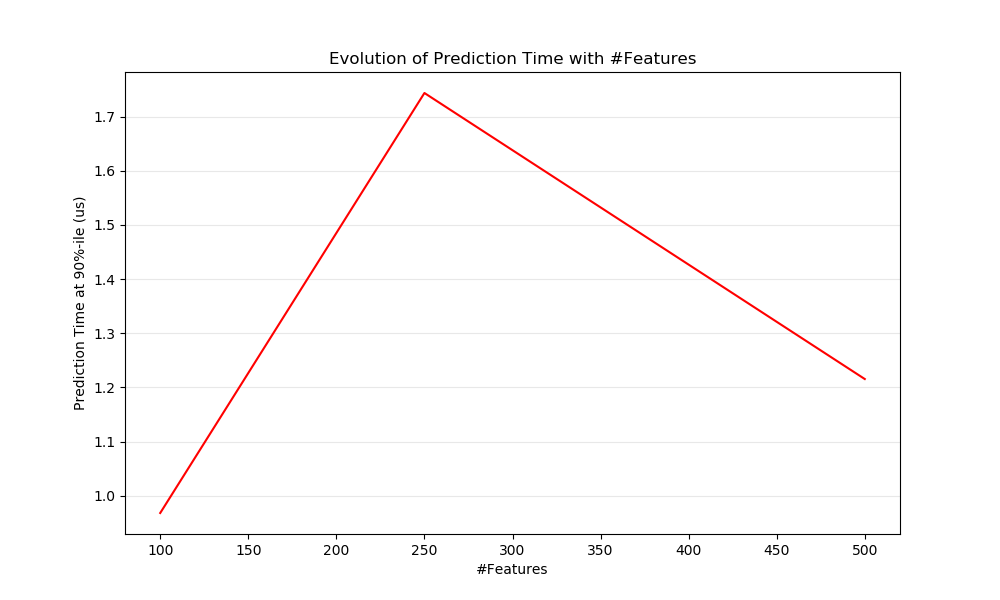 Evolution of Prediction Time with #Features
Prediction Time at 90%-ile (us)
1.7
1.6
1.5
1.4
1.3
1.2
1.1
1.0
100 150 200 250 300 350 400 450 500
#Features